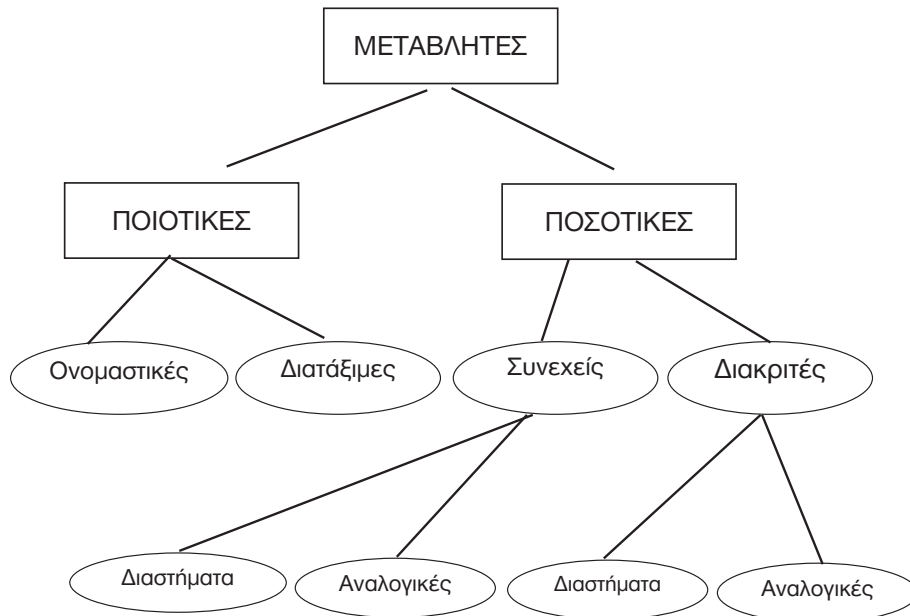 ΜΕΤΑΒΛΗΤΕΣ
ΠΟΙΟΤΙΚΕΣ
ΠΟΣΟΤΙΚΕΣ
Ονομαστικές
Διατάξιμες
Συνεχείς
Διακριτές
Διαστήματα
Αναλογικές
Διαστήματα
Αναλογικές